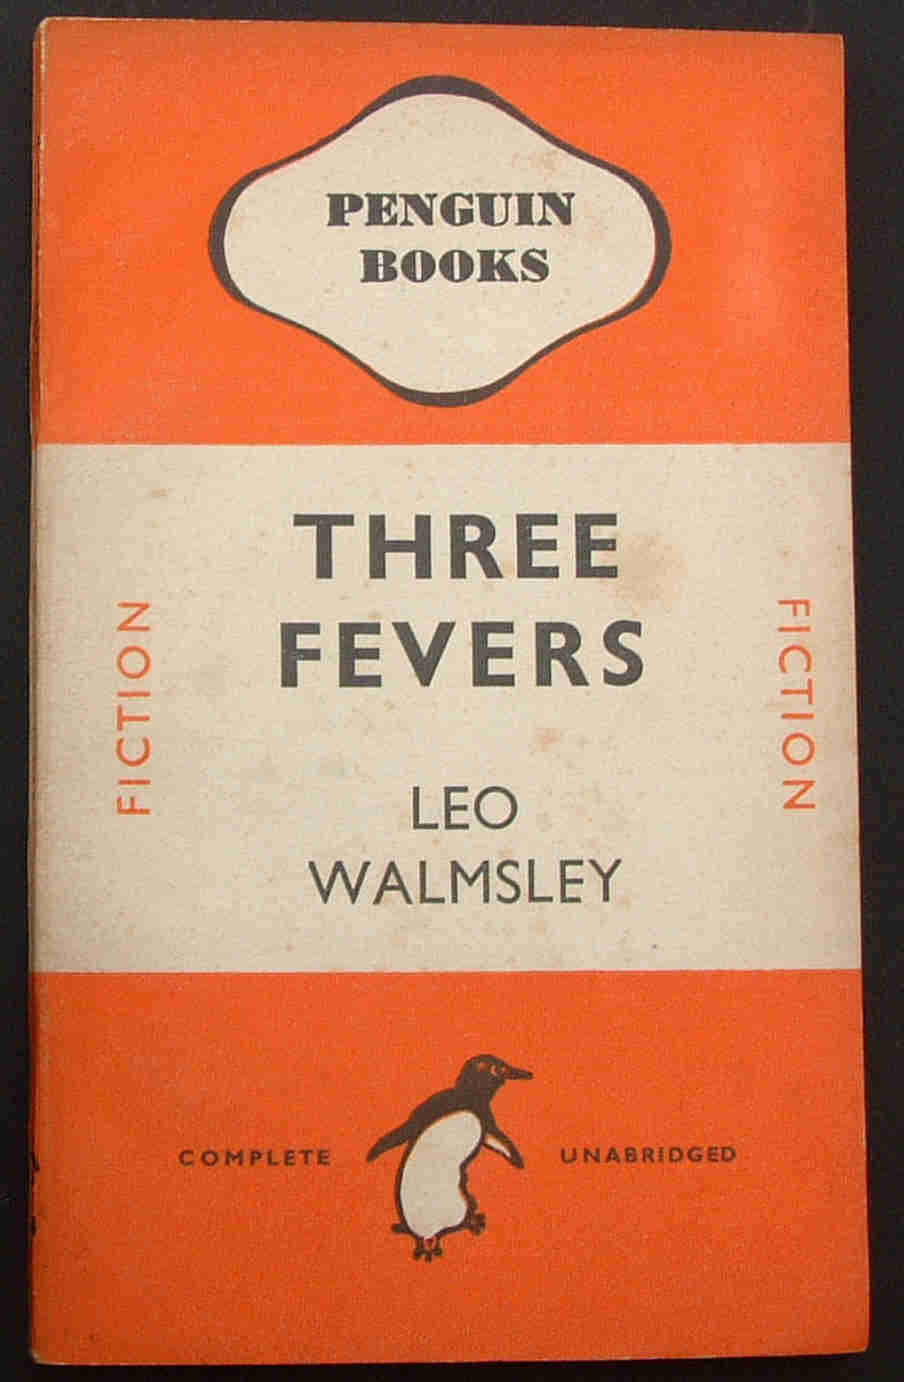 PENGUIN
BOOKS
THREE
FEVERS
FICTION
FICTION
LEO
WALMSLEY
COMPLETE
UNABRIDGED